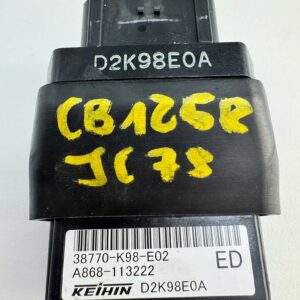 D2K98E0A
CB125R
JC78
38770-K98-E02
A868-113222 ED
KEIHIN D2K98E0A